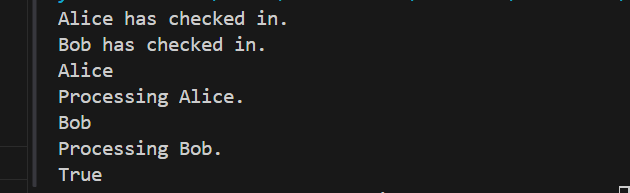 Alice has checked in.
Bob has checked in.
Alice
Processing Alice.
Bob
Processing Bob.
True